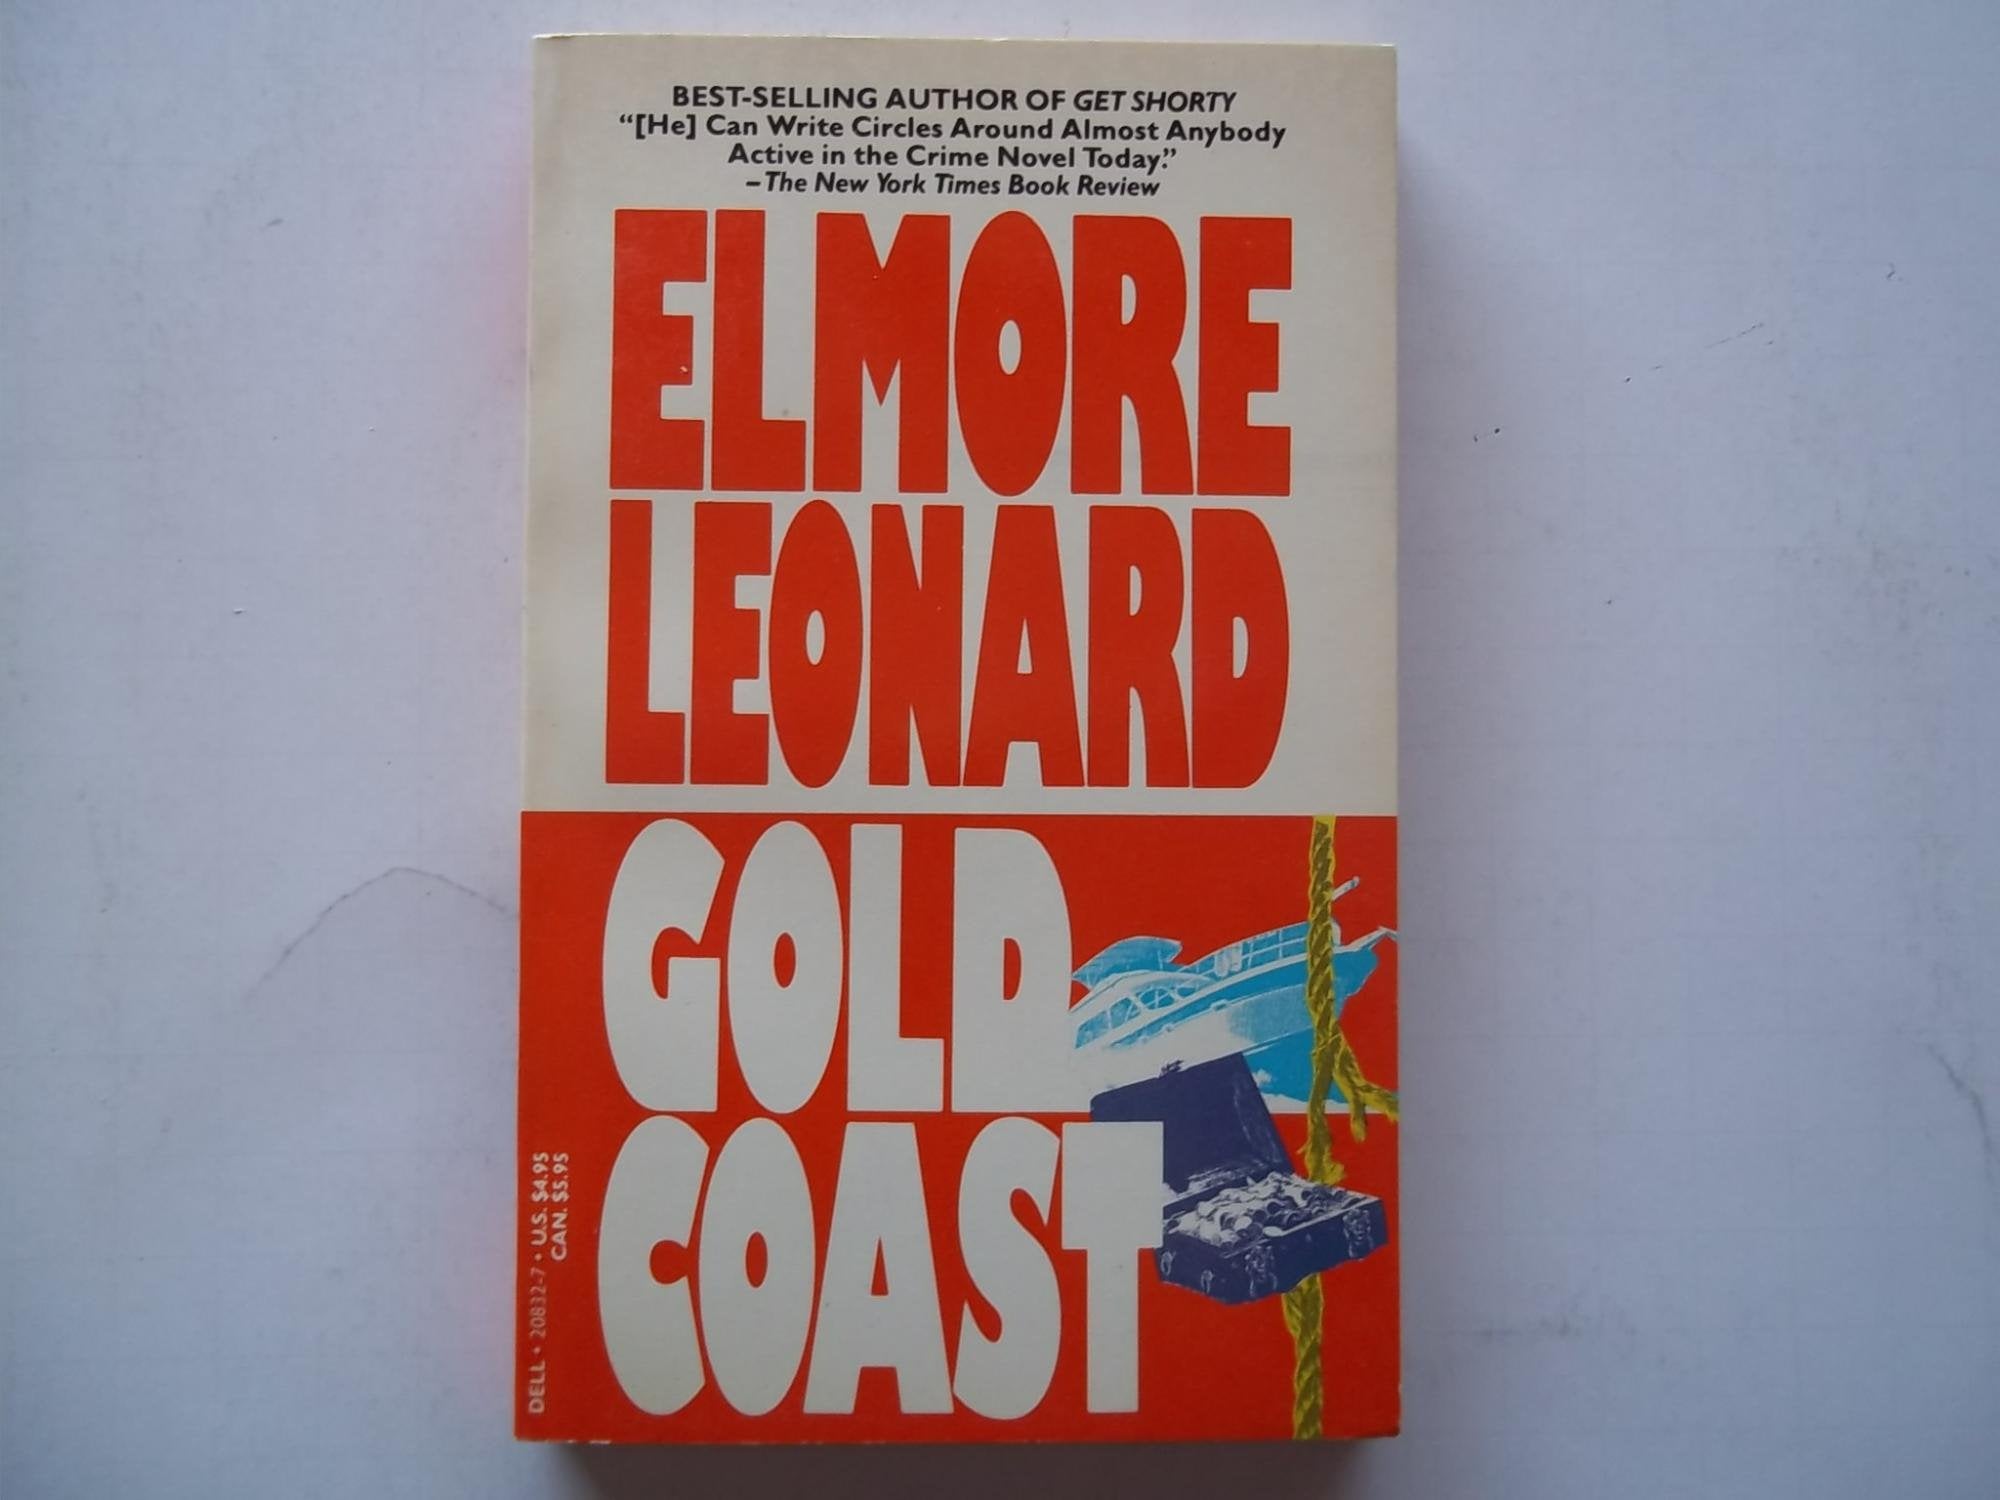 BEST-SELLING AUTHOR OF GET SHORTY
“[He] Can Write Circles Around Almost Anybody
Active in the Crime Novel Today.”
–The New York Times Book Review
ELMORE
LEONARD
GOLD
COAST
DELL • 20832-7 • U.S. $4.95
CAN. $5.95